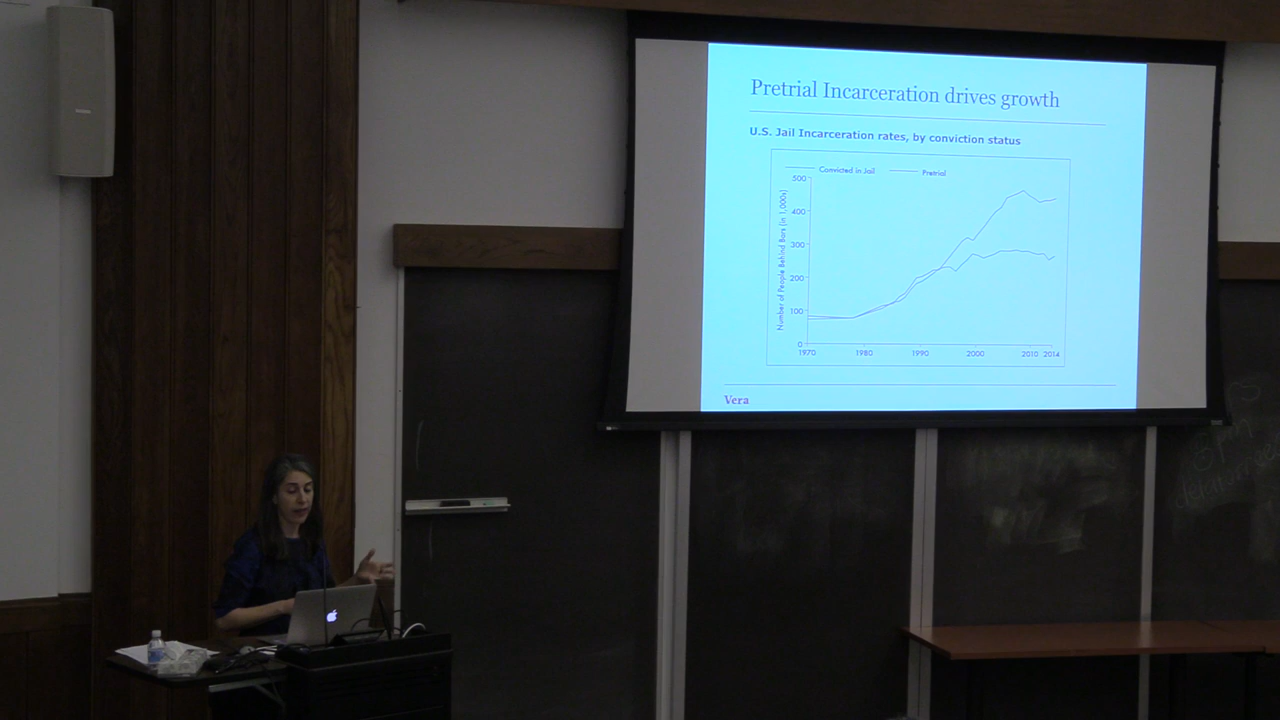 Pretrial Incarceration drives growth
U.S. Jail Incarceration rates, by conviction status
Convicted in Jail
Pretrial
Number of People Behind Bars (in 1,000s)
500
400
300
200
100
0
1970
1980
1990
2000
2010
2014
Vera